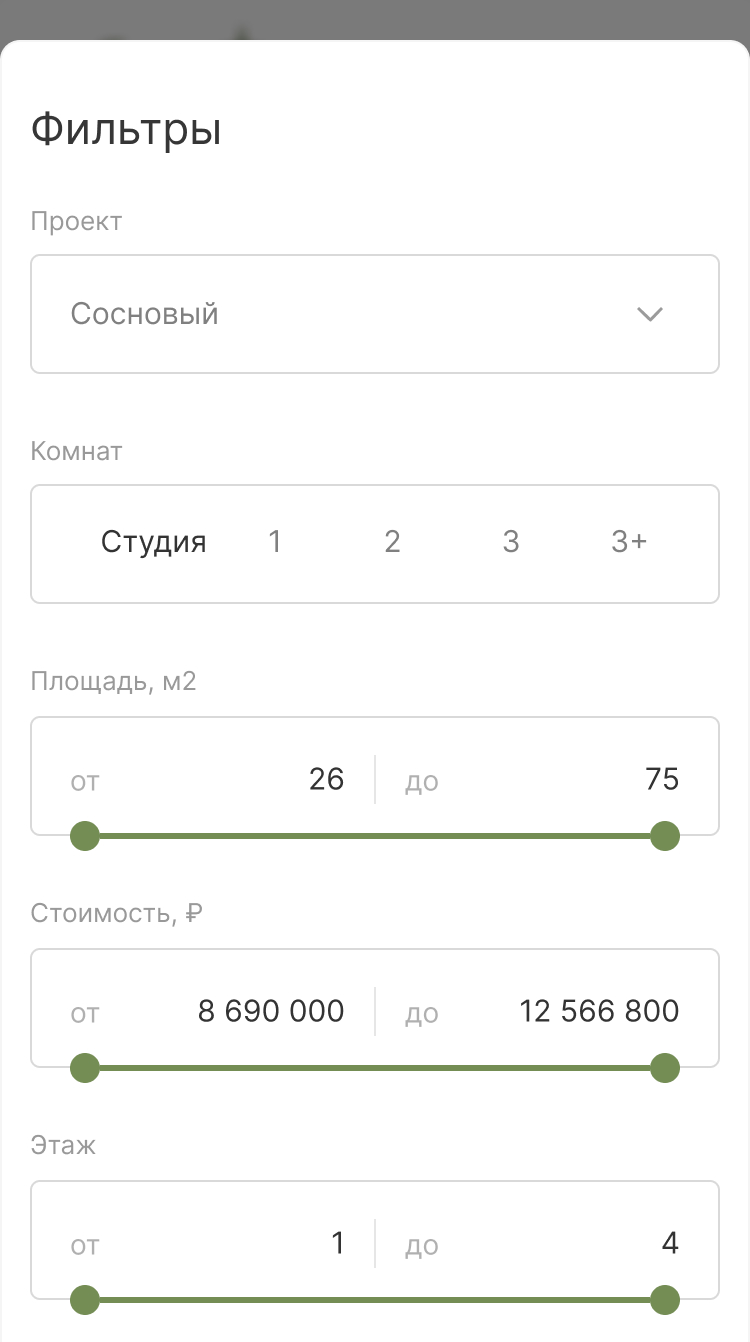 Фильтры
Проект
Сосновый
Комнат
Студия 1 2 3 3+
Площадь, м2
от 26 до 75
Стоимость, ₽
от 8 690 000 до 12 566 800
Этаж
от 1 до 4